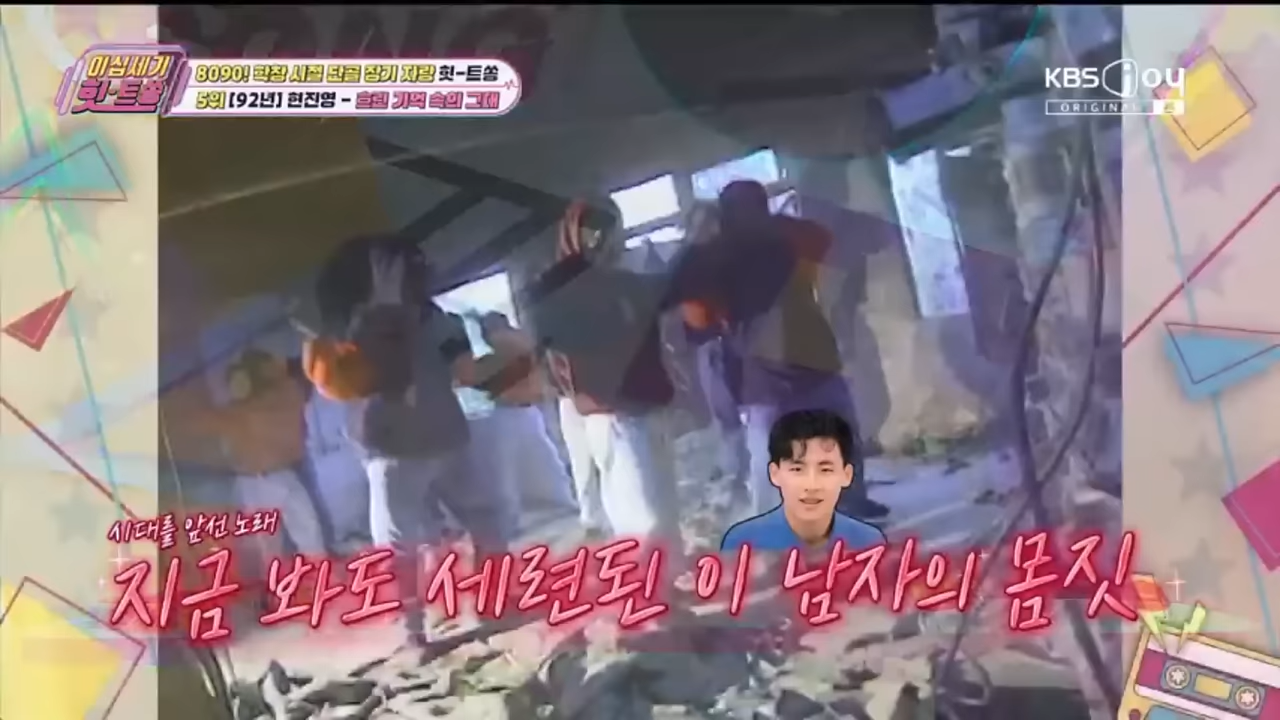 이십세기
힛-트쏭
8090! 학창 시절 단골 장기 자랑 힛-트쏭
5위 [92년] 현진영 - 흐린 기억 속의 그대
KBS joy
ORIGINAL
시대를 앞선 노래
지금 봐도 세련된 이 남자의 몸짓